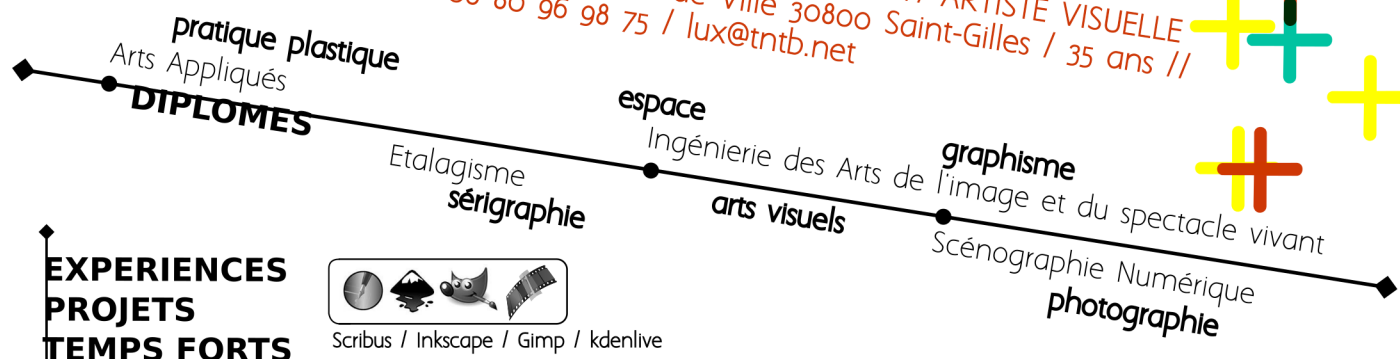 ARTISTE VISUELLE
Ville 30800 Saint-Gilles / 35 ans //
80 96 98 75 / lux@tntb.net
pratique plastique
Arts Appliqués
DIPLOMES
Etalagisme
sérigraphie
espace
Ingénierie des Arts de l'image et du spectacle vivant
arts visuels
graphisme
Scénographie Numérique
photographie
EXPERIENCES
PROJETS
TEMPS FORTS
Scribus / Inkscape / Gimp / kdenlive